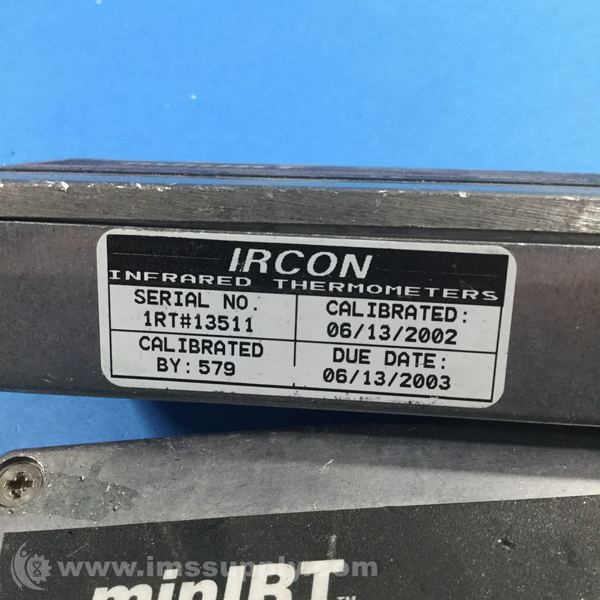 IRCON
INFRARED THERMOMETERS
SERIAL NO.
1RT#13511
CALIBRATED:
06/13/2002
CALIBRATED
BY: 579
DUE DATE:
06/13/2003
www.imssupply.com
miniIRT™